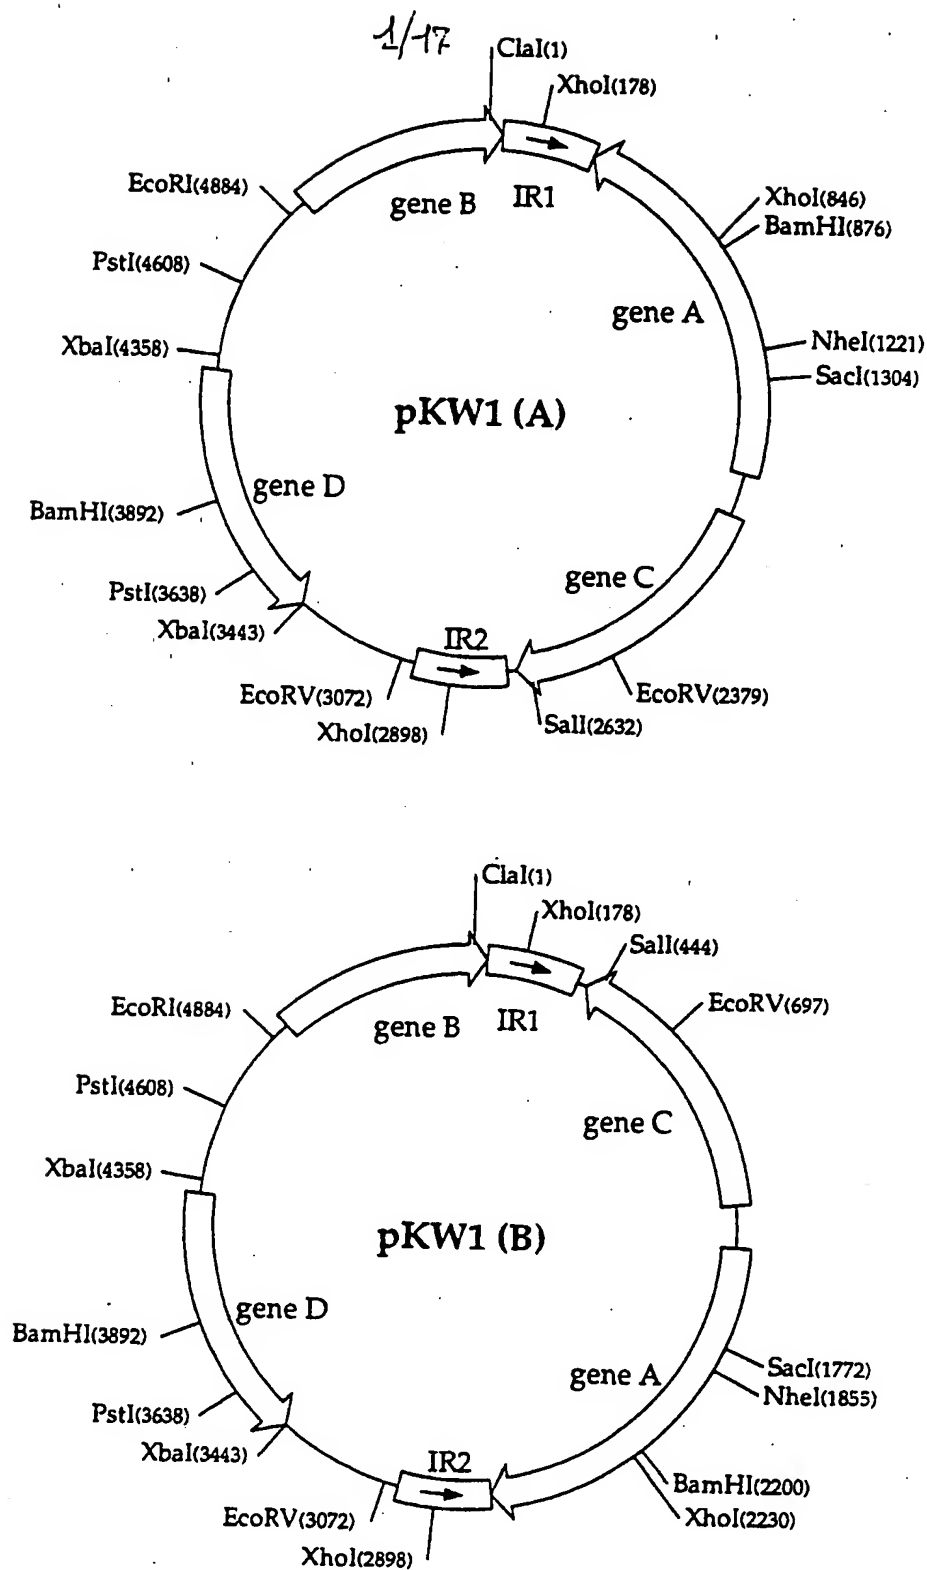 1/17
ClaI(1)
XhoI(178)
EcoRI(4884)
gene B
IR1
XhoI(846)
BamHI(876)
PstI(4608)
gene A
XbaI(4358)
NheI(1221)
SacI(1304)
pKW1 (A)
gene D
BamHI(3892)
gene C
PstI(3638)
XbaI(3443)
IR2
EcoRV(3072)
EcoRV(2379)
XhoI(2898)
SalI(2632)
ClaI(1)
XhoI(178)
SalI(444)
EcoRI(4884)
EcoRV(697)
gene B
IR1
PstI(4608)
gene C
XbaI(4358)
pKW1 (B)
gene D
BamHI(3892)
SacI(1772)
gene A
NheI(1855)
PstI(3638)
XbaI(3443)
IR2
BamHI(2200)
EcoRV(3072)
XhoI(2230)
XhoI(2898)